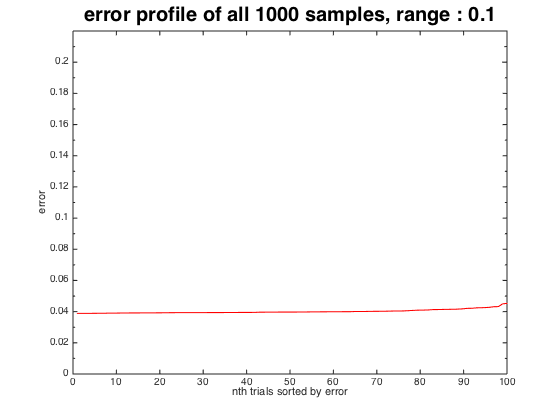 error profile of all 1000 samples, range : 0.1
0.2
0.18
0.16
0.14
0.12
0.1
0.08
0.06
0.04
0.02
0
error
0 10 20 30 40 50 60 70 80 90 100
nth trials sorted by error